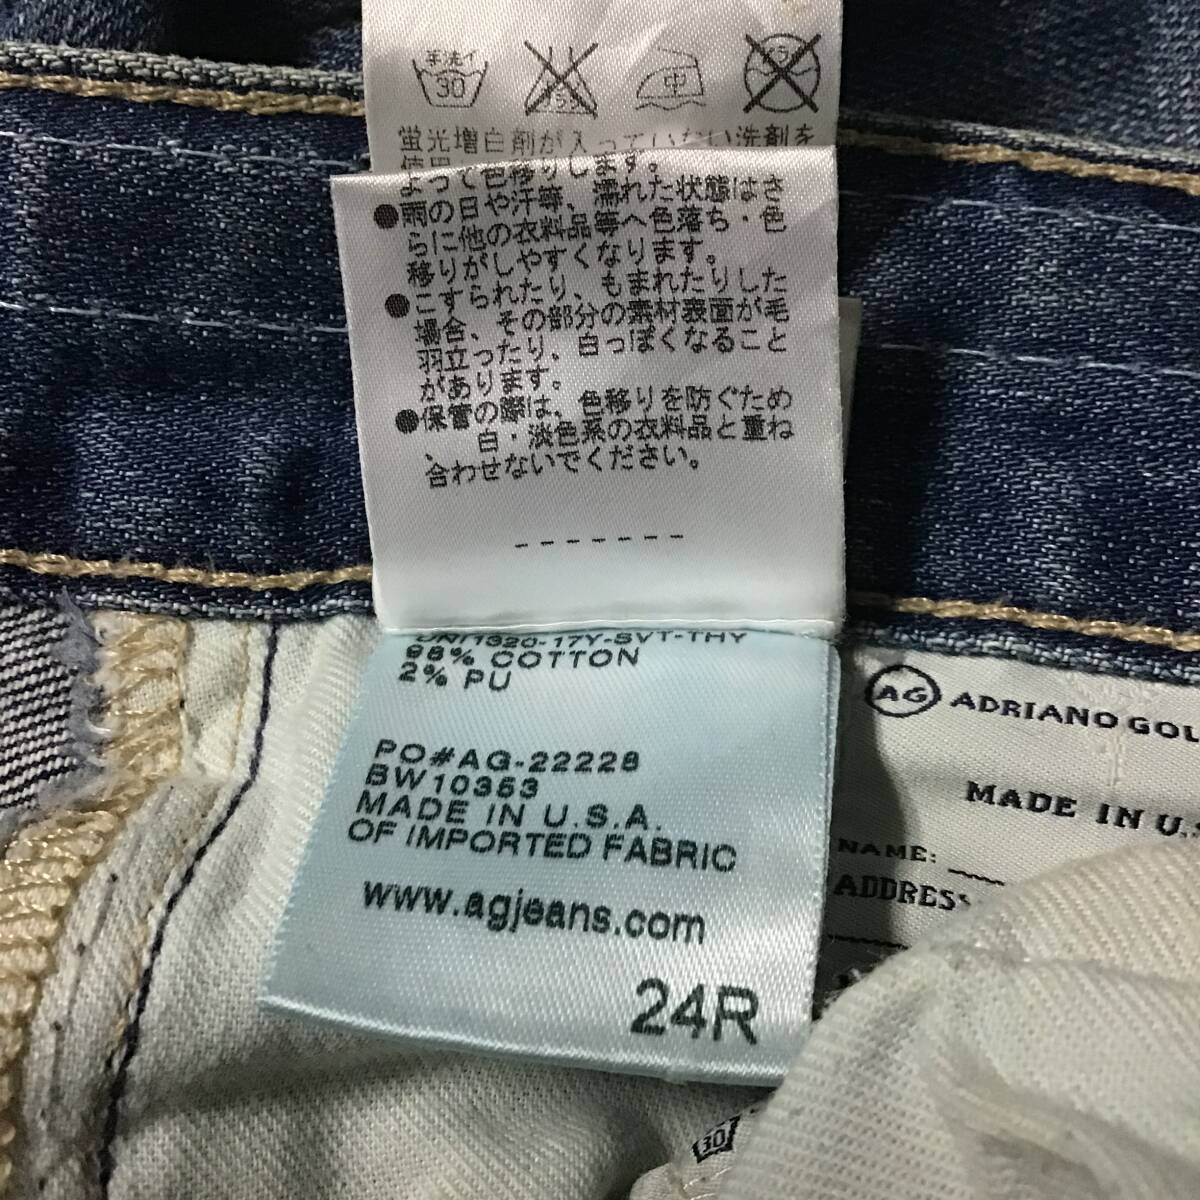 手洗イ
30
中
蛍光増白剤が入っていない洗剤を
使用
よって色移りします。
●雨の日や汗等、濡れた状態はさ
らに他の衣料品等へ色落ち・色
移りがしやすくなります。
●こすられたり、もまれたりした
場合、その部分の素材表面が毛
羽立ったり、白っぽくなること
があります。
●保管の際は、色移りを防ぐため
、白・淡色系の衣料品と重ね
合わせないでください。
-------
UNI1320-17Y-SVT-THY
98% COTTON
2% PU
PO#AG-22228
BW10353
MADE IN U.S.A.
OF IMPORTED FABRIC
www.agjeans.com
24R
AG ADRIANO GOL
MADE IN U.S
NAME:
ADDRESS
30